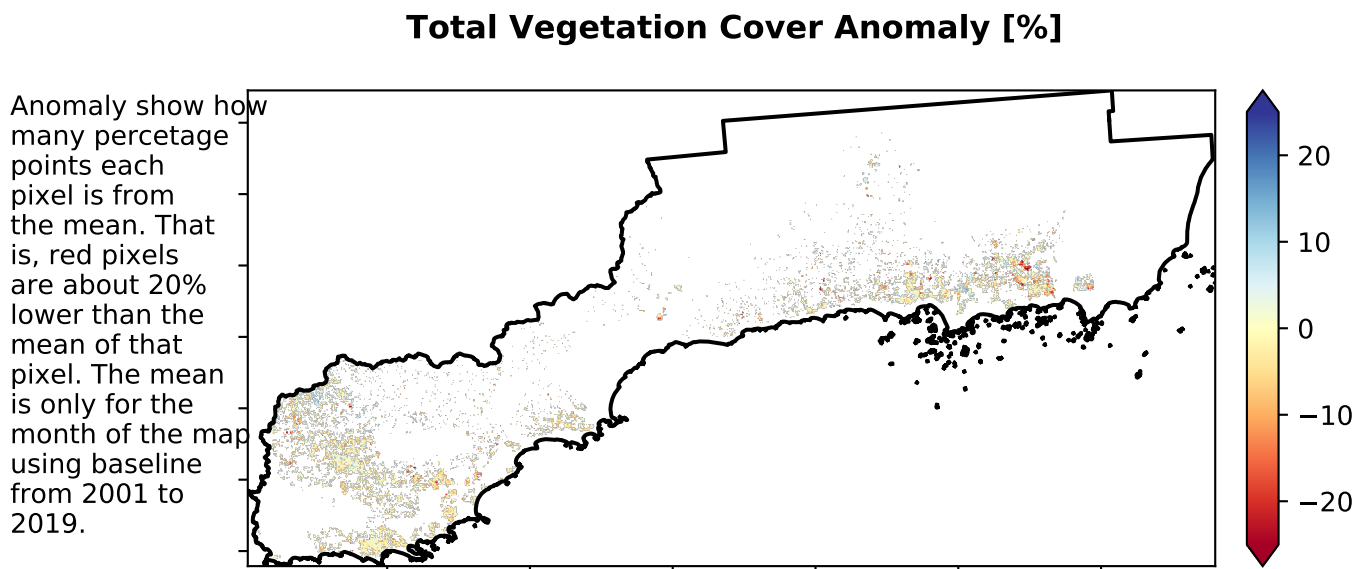 Total Vegetation Cover Anomaly [%]
Anomaly show how
many percetage
points each
pixel is from
the mean. That
is, red pixels
are about 20%
lower than the
mean of that
pixel. The mean
is only for the
month of the map
using baseline
from 2001 to
2019.
20
10
0
−10
−20